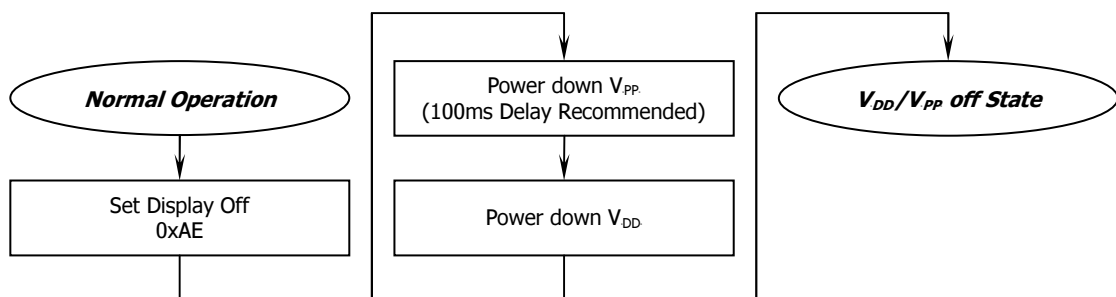 Normal Operation
Set Display Off
0xAE
Power down VPP
(100ms Delay Recommended)
Power down VDD
VDD/VPP off State